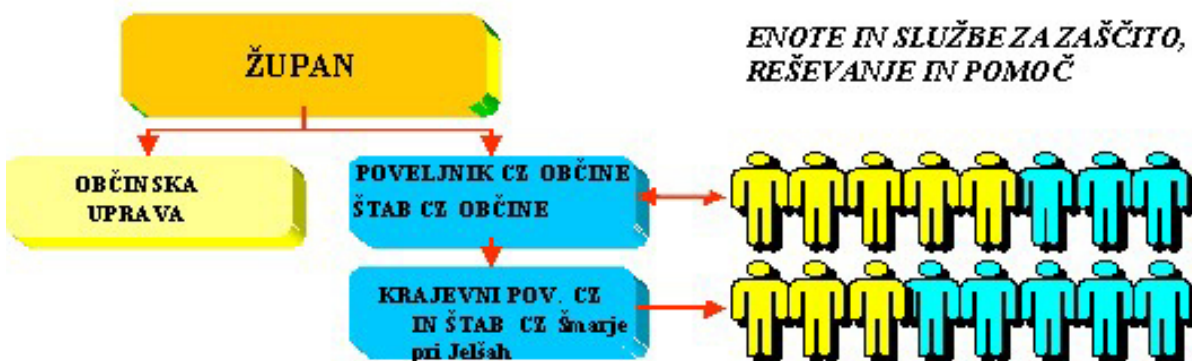 ŽUPAN
ENOTE IN SLUŽBE ZA ZAŠČITO,
REŠEVANJE IN POMOČ
OBČINSKA
UPRAVA
POVELJNIK CZ OBČINE
ŠTAB CZ OBČINE
KRAJEVNI POV. CZ
IN ŠTAB CZ Šmarje
pri Jelšah